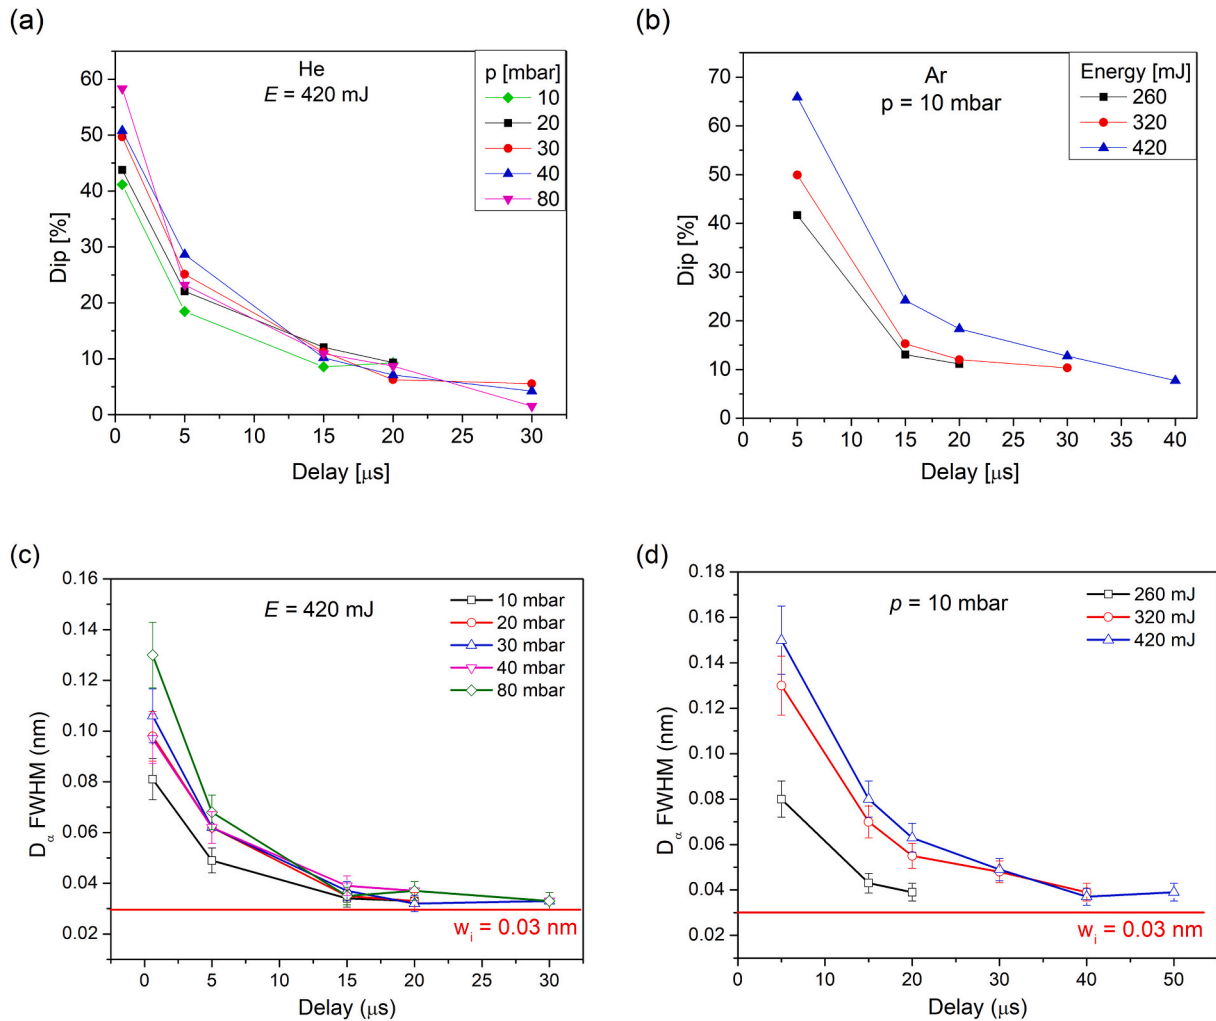 (a)
He
E = 420 mJ
p [mbar]
10
20
30
40
80
60
50
40
30
20
10
0
Dip [%]
0 5 10 15 20 25 30
Delay [μs]
(b)
Ar
p = 10 mbar
Energy [mJ]
260
320
420
70
60
50
40
30
20
10
0
Dip [%]
0 5 10 15 20 25 30 35 40
Delay [μs]
(c)
E = 420 mJ
10 mbar
20 mbar
30 mbar
40 mbar
80 mbar
0.16
0.14
0.12
0.10
0.08
0.06
0.04
0.02
Dα FWHM (nm)
wi = 0.03 nm
0 5 10 15 20 25 30
Delay (μs)
(d)
p = 10 mbar
260 mJ
320 mJ
420 mJ
0.18
0.16
0.14
0.12
0.10
0.08
0.06
0.04
0.02
Dα FWHM (nm)
wi = 0.03 nm
0 10 20 30 40 50
Delay (μs)